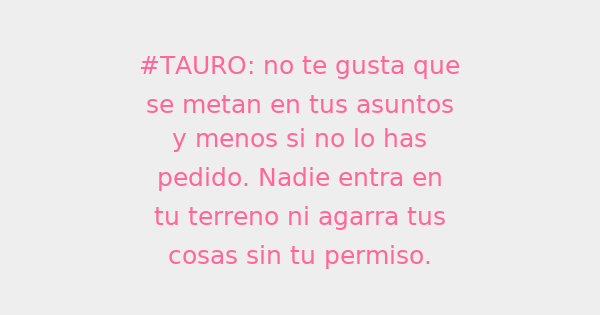 #TAURO: no te gusta que
se metan en tus asuntos
y menos si no lo has
pedido. Nadie entra en
tu terreno ni agarra tus
cosas sin tu permiso.